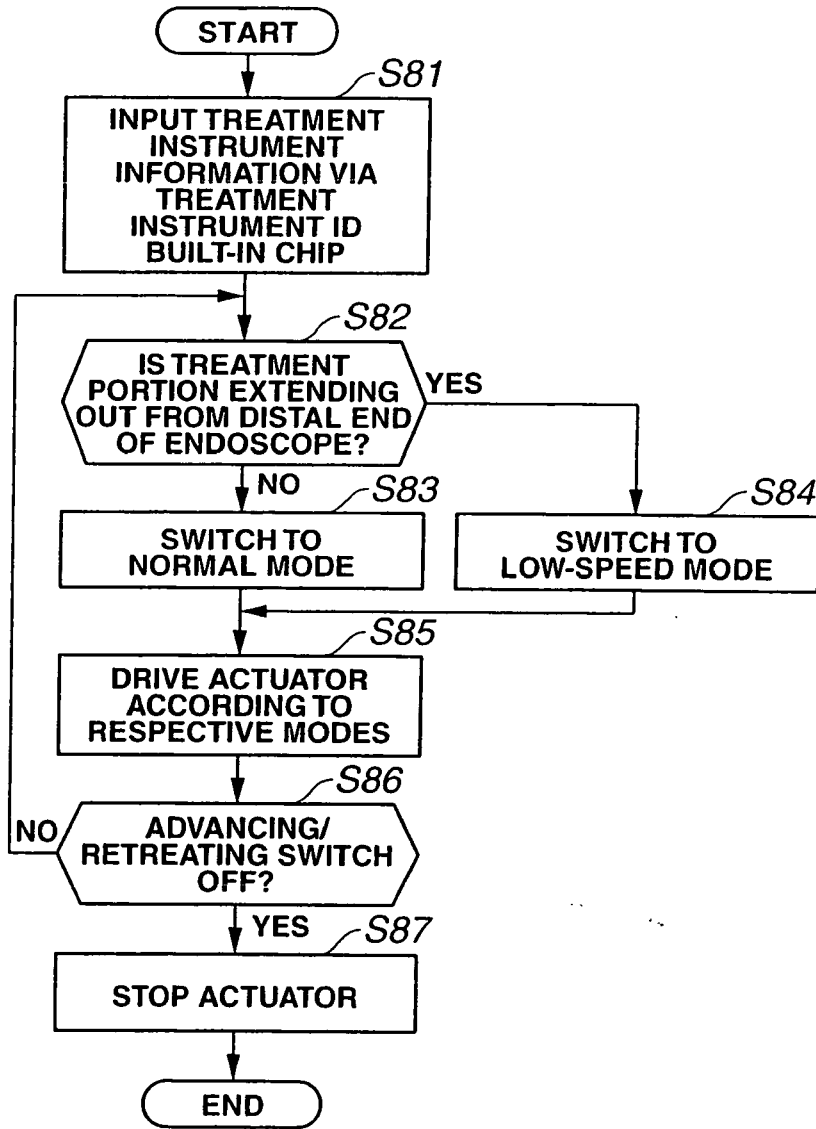 START
S81
INPUT TREATMENT
INSTRUMENT
INFORMATION VIA
TREATMENT
INSTRUMENT ID
BUILT-IN CHIP
S82
IS TREATMENT
PORTION EXTENDING
OUT FROM DISTAL END
OF ENDOSCOPE?
YES
NO
S83
SWITCH TO
NORMAL MODE
S84
SWITCH TO
LOW-SPEED MODE
S85
DRIVE ACTUATOR
ACCORDING TO
RESPECTIVE MODES
S86
NO
ADVANCING/
RETREATING SWITCH
OFF?
YES
S87
STOP ACTUATOR
END